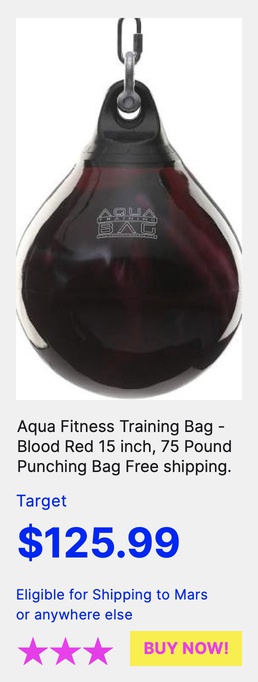 AQUA
TRAINING
BAG
Aqua Fitness Training Bag -
Blood Red 15 inch, 75 Pound
Punching Bag Free shipping.
Target
$125.99
Eligible for Shipping to Mars
or anywhere else
BUY NOW!